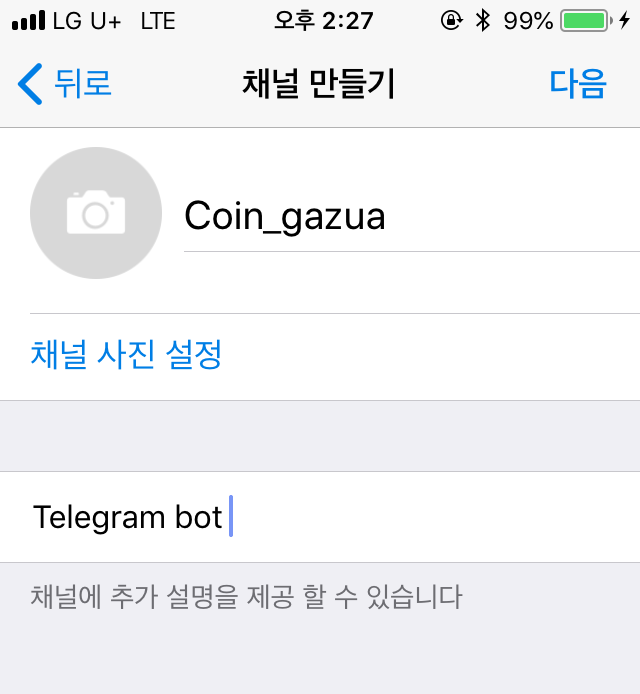 LG U+ LTE 오후 2:27 99%
뒤로 채널 만들기 다음
Coin_gazua
채널 사진 설정
Telegram bot
채널에 추가 설명을 제공 할 수 있습니다